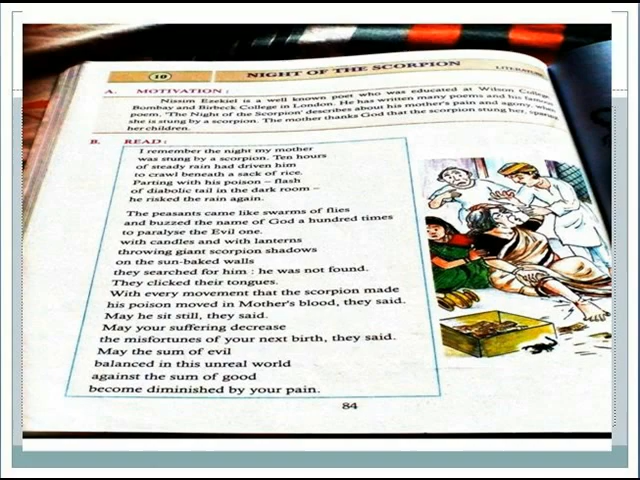 10
NIGHT OF THE SCORPION
LITERATURE
A. MOTIVATION :
Nissim Ezekiel is a well known poet who was educated at Wilson College,
Bombay and Birbeck College in London. He has written many poems and his famous
poem, 'The Night of the Scorpion' describes about his mother's pain and agony, when
she is stung by a scorpion. The mother thanks God that the scorpion stung her, sparing
her children.
B. READ :
I remember the night my mother
was stung by a scorpion. Ten hours
of steady rain had driven him
to crawl beneath a sack of rice.
Parting with his poison – flash
of diabolic tail in the dark room –
he risked the rain again.
The peasants came like swarms of flies
and buzzed the name of God a hundred times
to paralyse the Evil one.
with candles and with lanterns
throwing giant scorpion shadows
on the sun-baked walls
they searched for him : he was not found.
They clicked their tongues.
With every movement that the scorpion made
his poison moved in Mother's blood, they said.
May he sit still, they said.
May your suffering decrease
the misfortunes of your next birth, they said.
May the sum of evil
balanced in this unreal world
against the sum of good
become diminished by your pain.
84